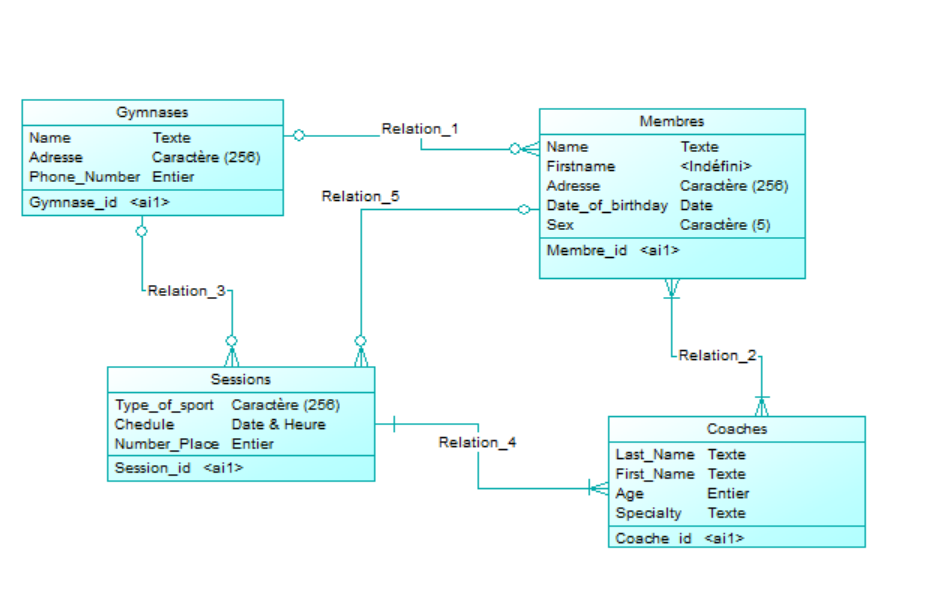 Gymnases
Name Texte
Adresse Caractère (256)
Phone_Number Entier
Gymnase_id <ai1>
Relation_1
Membres
Name Texte
Firstname <Indéfini>
Adresse Caractère (256)
Date_of_birthday Date
Sex Caractère (5)
Membre_id <ai1>
Relation_5
Relation_3
Relation_2
Sessions
Type_of_sport Caractère (256)
Chedule Date & Heure
Number_Place Entier
Session_id <ai1>
Relation_4
Coaches
Last_Name Texte
First_Name Texte
Age Entier
Specialty Texte
Coache_id <ai1>